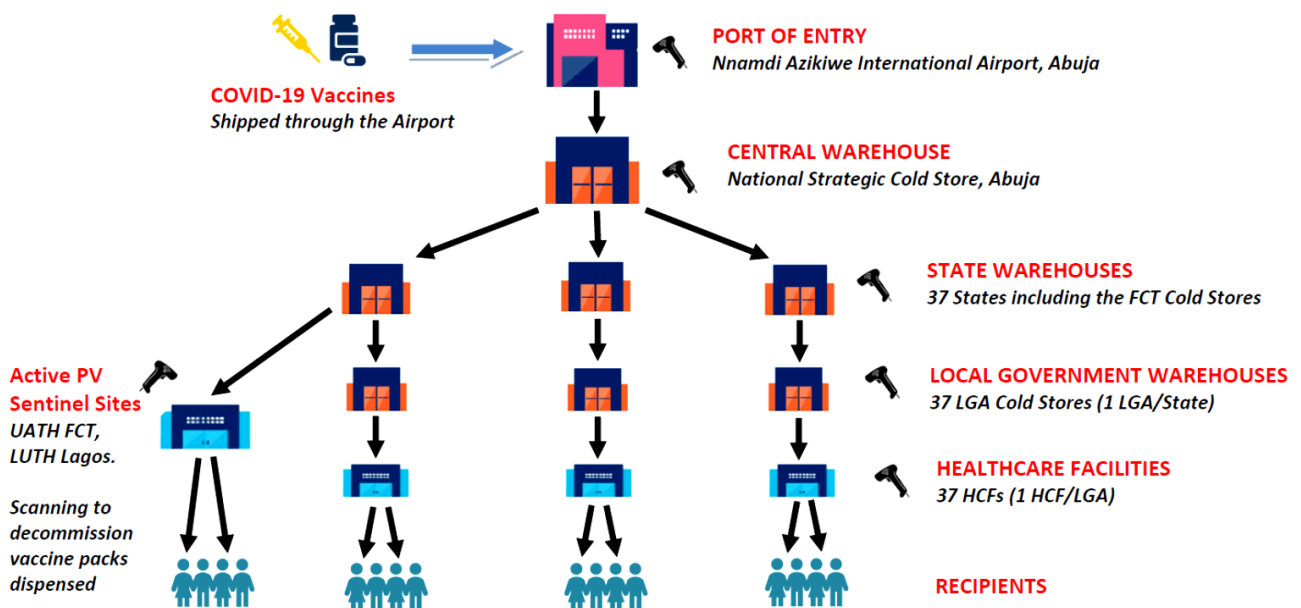 COVID-19 Vaccines
Shipped through the Airport
PORT OF ENTRY
Nnamdi Azikiwe International Airport, Abuja
CENTRAL WAREHOUSE
National Strategic Cold Store, Abuja
STATE WAREHOUSES
37 States including the FCT Cold Stores
Active PV
Sentinel Sites
UATH FCT,
LUTH Lagos.
Scanning to
decommission
vaccine packs
dispensed
LOCAL GOVERNMENT WAREHOUSES
37 LGA Cold Stores (1 LGA/State)
HEALTHCARE FACILITIES
37 HCFs (1 HCF/LGA)
RECIPIENTS